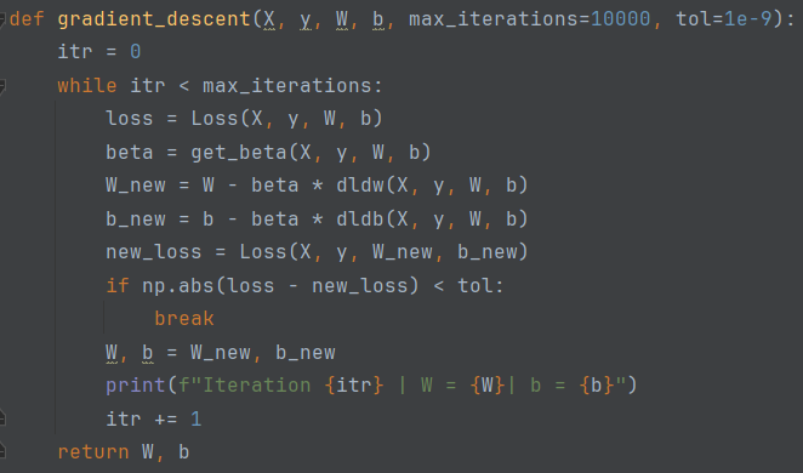 def gradient_descent(X, y, W, b, max_iterations=10000, tol=1e-9):
    itr = 0
    while itr < max_iterations:
        loss = Loss(X, y, W, b)
        beta = get_beta(X, y, W, b)
        W_new = W - beta * dldw(X, y, W, b)
        b_new = b - beta * dldb(X, y, W, b)
        new_loss = Loss(X, y, W_new, b_new)
        if np.abs(loss - new_loss) < tol:
            break
        W, b = W_new, b_new
        print(f"Iteration {itr} | W = {W}| b = {b}")
        itr += 1
    return W, b